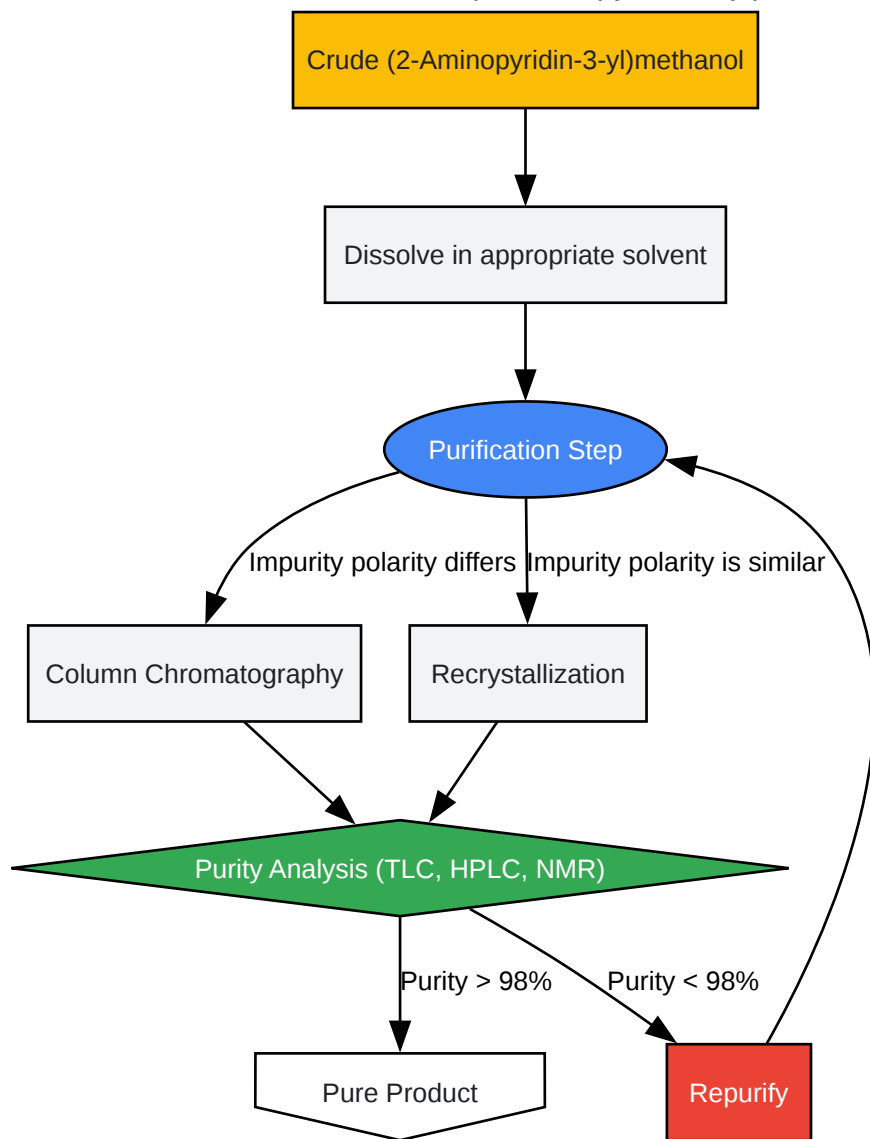 Crude (2-Aminopyridin-3-yl)methanol
Dissolve in appropriate solvent
Purification Step
Impurity polarity differs
Impurity polarity is similar
Column Chromatography
Recrystallization
Purity Analysis (TLC, HPLC, NMR)
Purity > 98%
Purity < 98%
Pure Product
Repurify